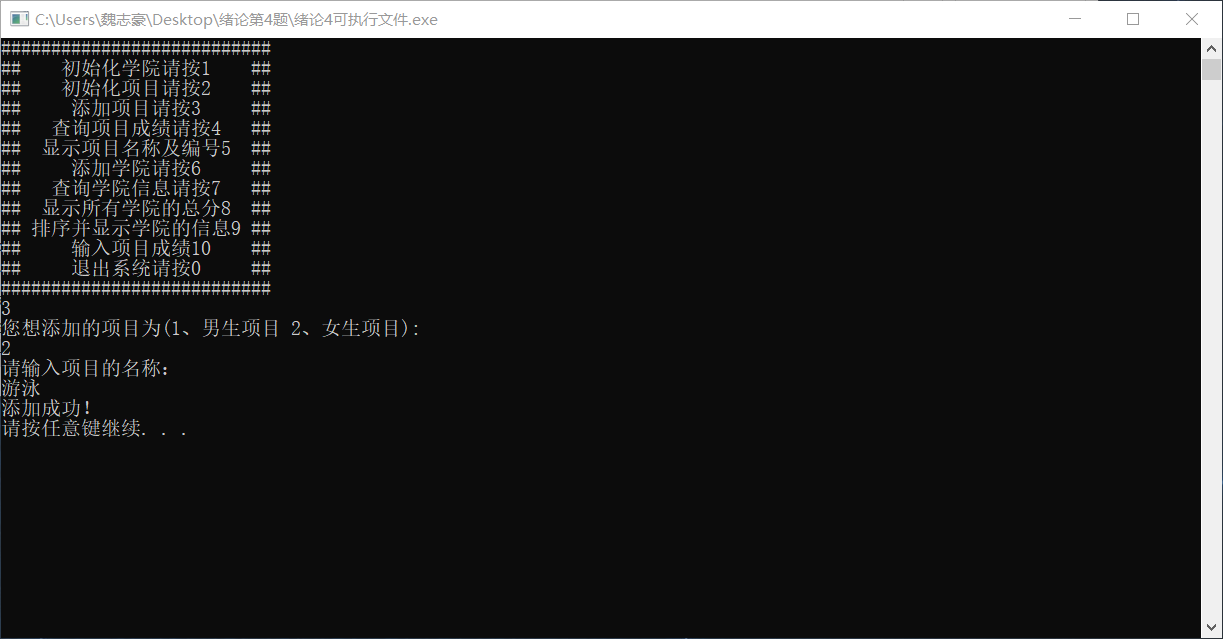 C:\Users\魏志豪\Desktop\绪论第4题\绪论4可执行文件.exe
###########################
##    初始化学院请按1    ##
##    初始化项目请按2    ##
##     添加项目请按3     ##
##   查询项目成绩请按4   ##
##  显示项目名称及编号5  ##
##     添加学院请按6     ##
##   查询学院信息请按7   ##
##  显示所有学院的总分8  ##
## 排序并显示学院的信息9 ##
##     输入项目成绩10    ##
##     退出系统请按0     ##
###########################
3
您想添加的项目为(1、男生项目 2、女生项目):
2
请输入项目的名称:
游泳
添加成功!
请按任意键继续. . .